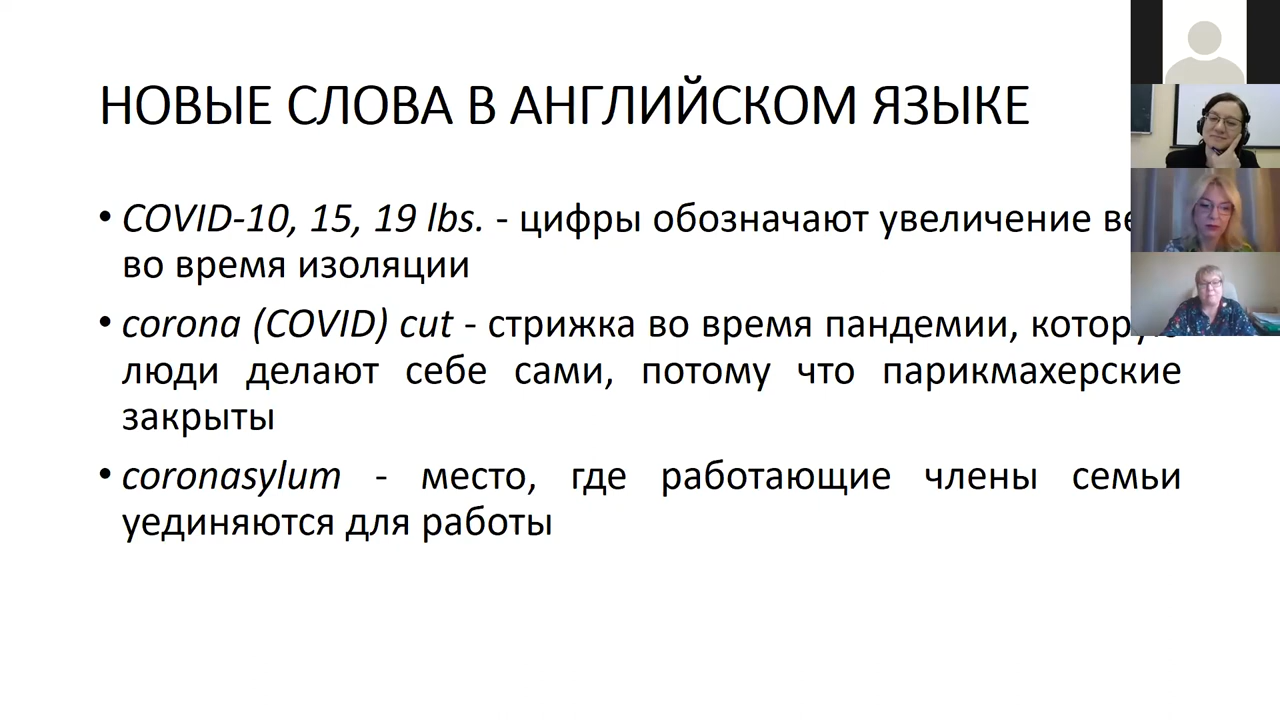 НОВЫЕ СЛОВА В АНГЛИЙСКОМ ЯЗЫКЕ
• COVID-10, 15, 19 lbs. - цифры обозначают увеличение
во время изоляции
• corona (COVID) cut - стрижка во время пандемии, которую
люди делают себе сами, потому что парикмахерские
закрыты
• coronasylum - место, где работающие члены семьи
уединяются для работы